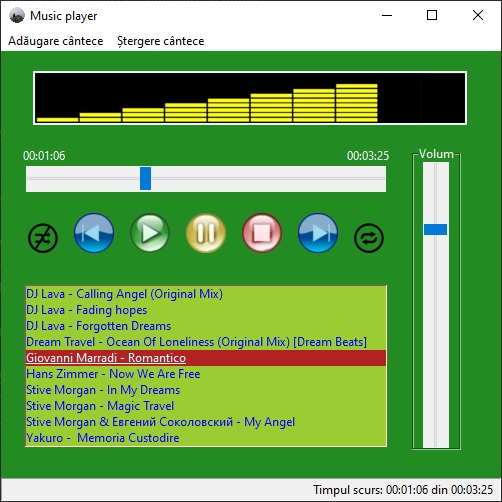 Music player
Adăugare cântece Ștergere cântece
00:01:06 00:03:25
Volum
DJ Lava - Calling Angel (Original Mix)
DJ Lava - Fading hopes
DJ Lava - Forgotten Dreams
Dream Travel - Ocean Of Loneliness (Original Mix) [Dream Beats]
Giovanni Marradi - Romantico
Hans Zimmer - Now We Are Free
Stive Morgan - In My Dreams
Stive Morgan - Magic Travel
Stive Morgan & Евгений Соколовский - My Angel
Yakuro -  Memoria Custodire
Timpul scurs: 00:01:06 din 00:03:25